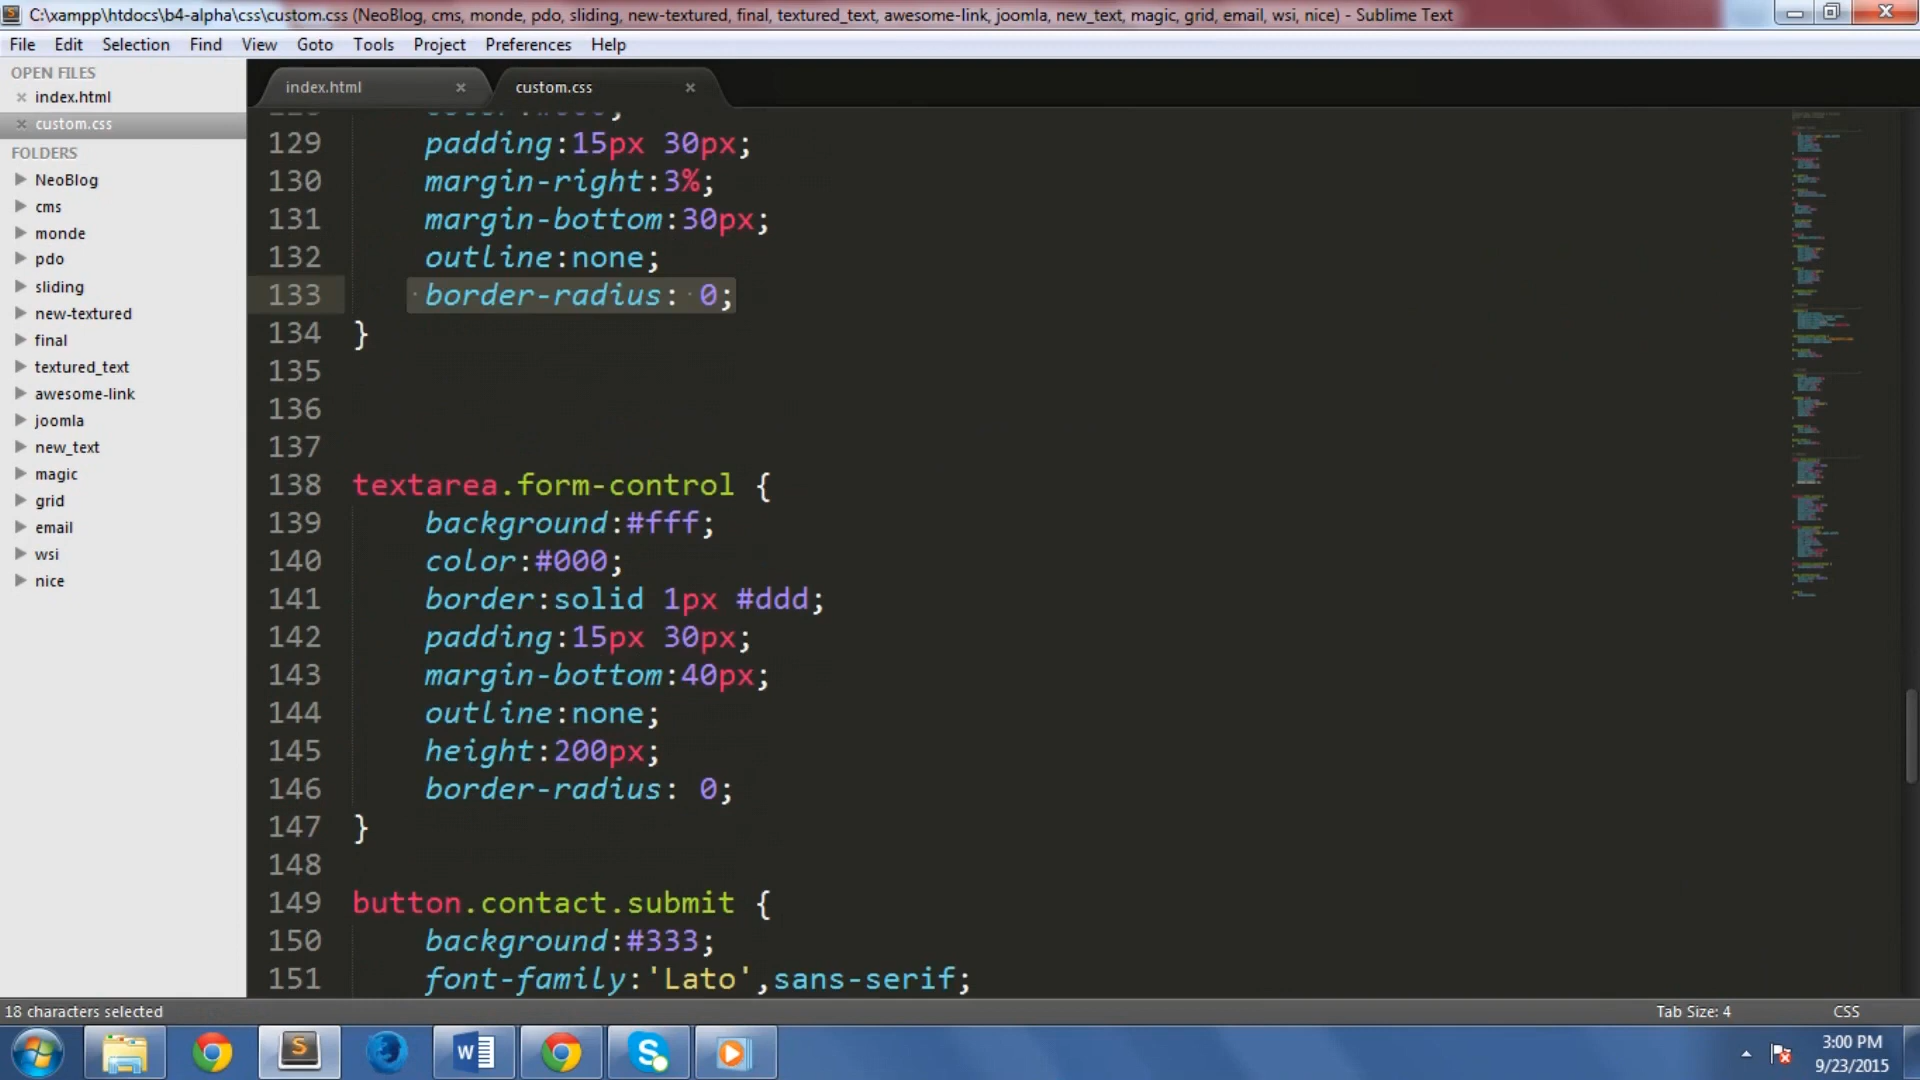 C:\xampp\htdocs\b4-alpha\css\custom.css (NeoBlog, cms, monde, pdo, sliding, new-textured, final, textured_text, awesome-link, joomla, new_text, magic, grid, email, wsi, nice) - Sublime Text
File Edit Selection Find View Goto Tools Project Preferences Help
OPEN FILES
index.html
custom.css
FOLDERS
NeoBlog
cms
monde
pdo
sliding
new-textured
final
textured_text
awesome-link
joomla
new_text
magic
grid
email
wsi
nice
index.html
custom.css
129 padding:15px 30px;
130 margin-right:3%;
131 margin-bottom:30px;
132 outline:none;
133 border-radius: 0;
134 }
135
136
137
138 textarea.form-control {
139 background:#fff;
140 color:#000;
141 border:solid 1px #ddd;
142 padding:15px 30px;
143 margin-bottom:40px;
144 outline:none;
145 height:200px;
146 border-radius: 0;
147 }
148
149 button.contact.submit {
150 background:#333;
151 font-family:'Lato',sans-serif;
18 characters selected
Tab Size: 4
CSS
3:00 PM
9/23/2015